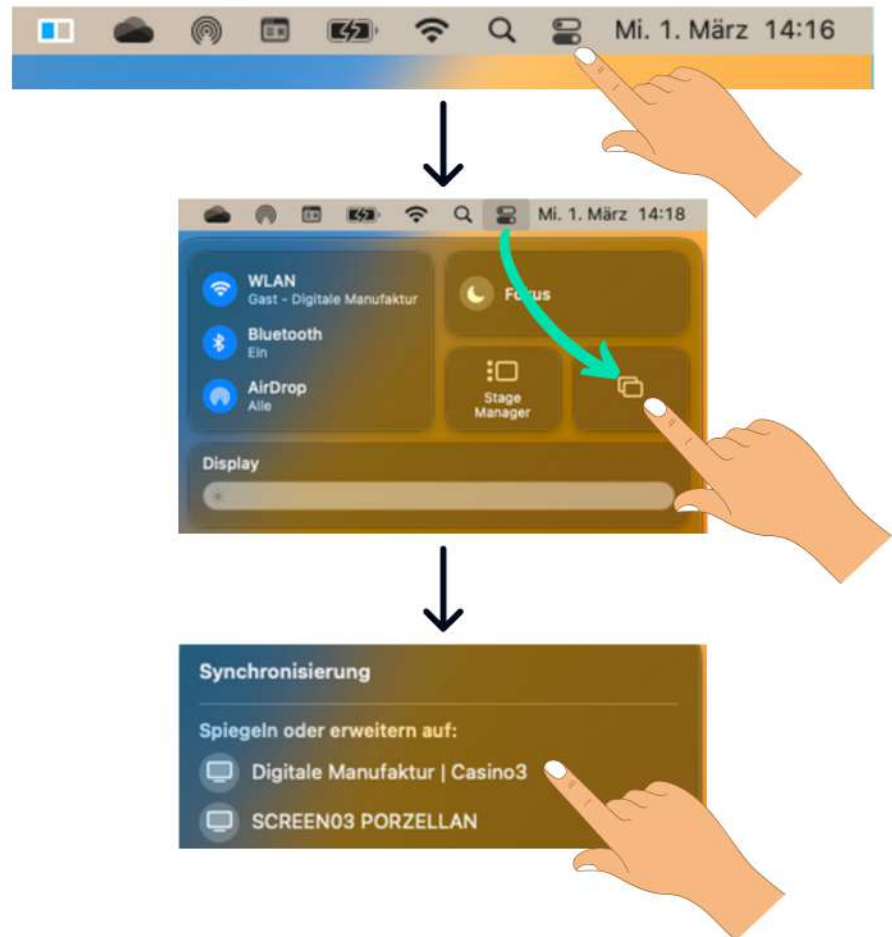 Mi. 1. März 14:16
Mi. 1. März 14:18
WLAN
Gast - Digitale Manufaktur
Fokus
Bluetooth
Ein
AirDrop
Alle
Stage
Manager
Display
Synchronisierung
Spiegeln oder erweitern auf:
Digitale Manufaktur | Casino3
SCREEN03 PORZELLAN